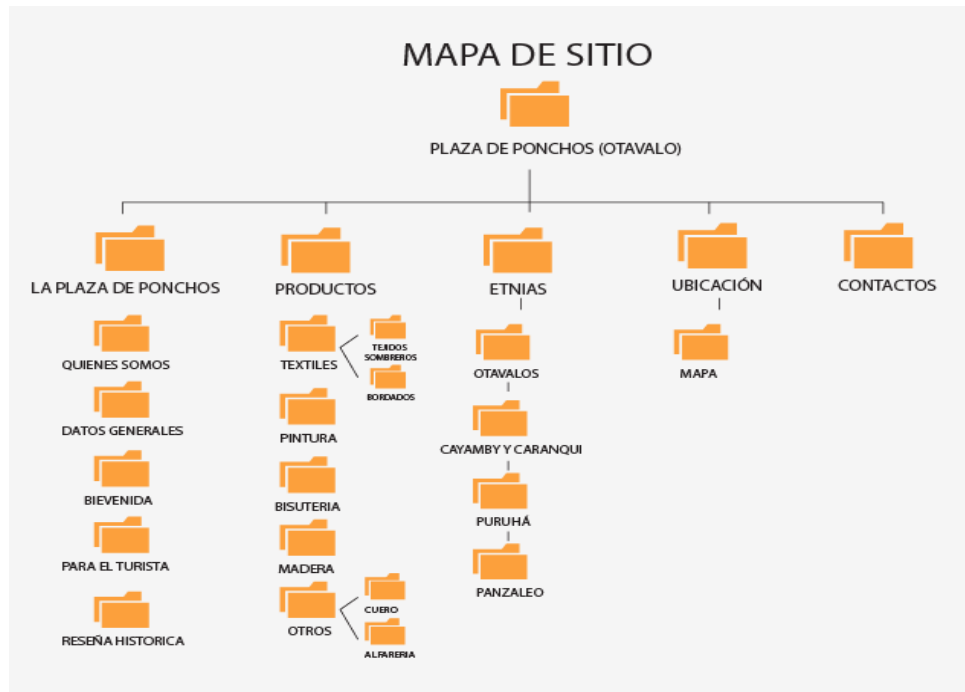 MAPA DE SITIO
PLAZA DE PONCHOS (OTAVALO)
LA PLAZA DE PONCHOS
QUIENES SOMOS
DATOS GENERALES
BIEVENIDA
PARA EL TURISTA
RESEÑA HISTORICA
PRODUCTOS
TEXTILES
TEJIDOS
SOMBREROS
BORDADOS
PINTURA
BISUTERIA
MADERA
OTROS
CUERO
ALFARERIA
ETNIAS
OTAVALOS
CAYAMBY Y CARANQUI
PURUHÁ
PANZALEO
UBICACIÓN
MAPA
CONTACTOS